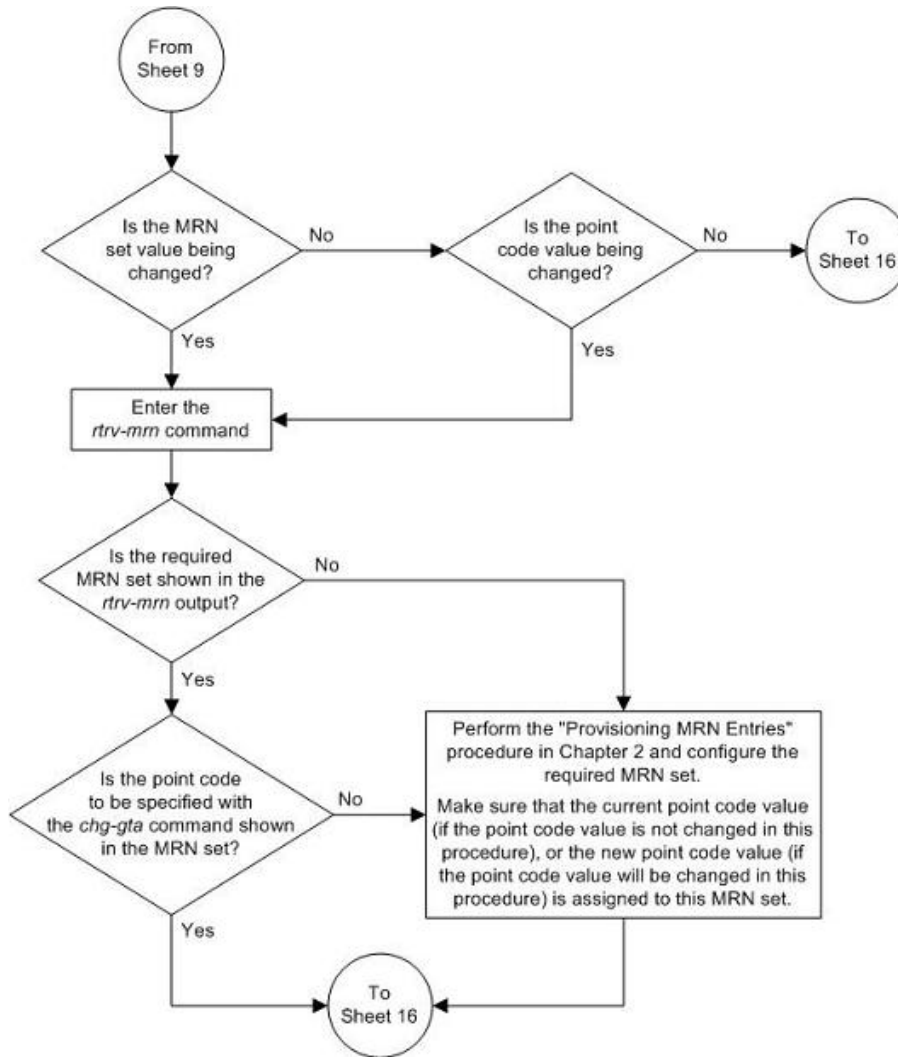 From
Sheet 9
Is the MRN
set value being
changed?
No
Is the point
code value being
changed?
No
To
Sheet 16
Yes
Yes
Enter the
rtrv-mrn command
Is the required
MRN set shown in the
rtrv-mrn output?
No
Yes
Perform the "Provisioning MRN Entries"
procedure in Chapter 2 and configure the
required MRN set.
Make sure that the current point code value
(if the point code value is not changed in this
procedure), or the new point code value (if
the point code value will be changed in this
procedure) is assigned to this MRN set.
Is the point code
to be specified with
the chg-gta command shown
in the MRN set?
No
Yes
To
Sheet 16